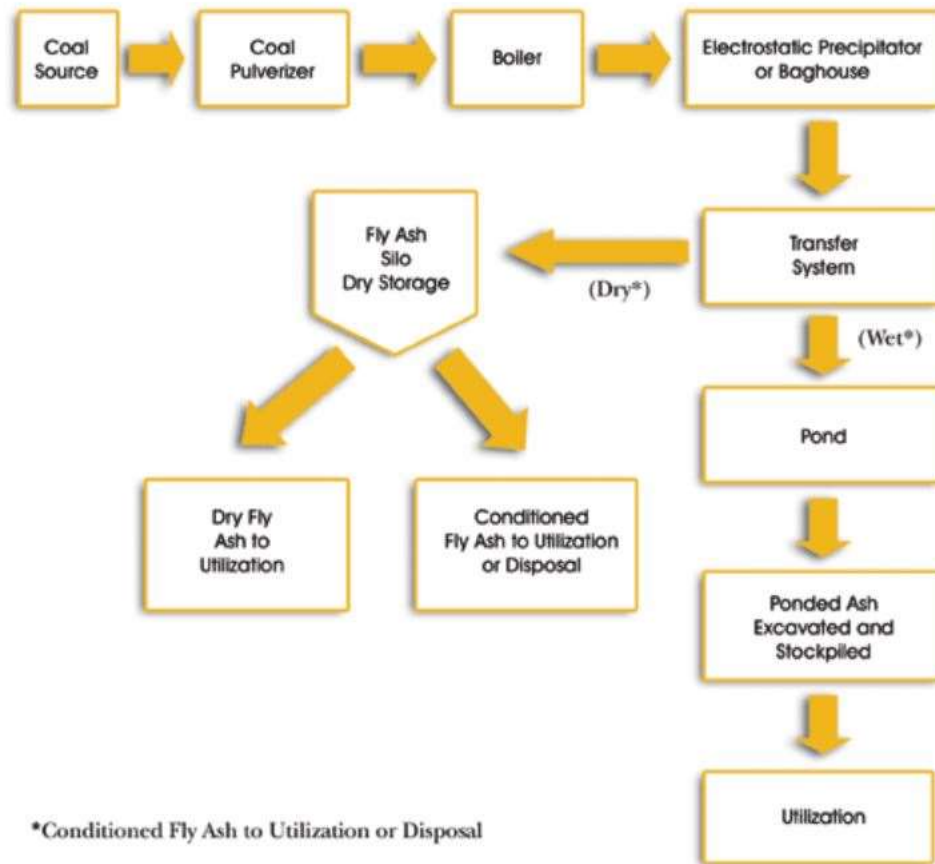 Coal
Source
Coal
Pulverizer
Boiler
Electrostatic Precipitator
or Baghouse
Transfer
System
(Dry*)
Fly Ash
Silo
Dry Storage
(Wet*)
Pond
Dry Fly
Ash to
Utilization
Conditioned
Fly Ash to Utilization
or Disposal
Ponded Ash
Excavated and
Stockpiled
Utilization
*Conditioned Fly Ash to Utilization or Disposal